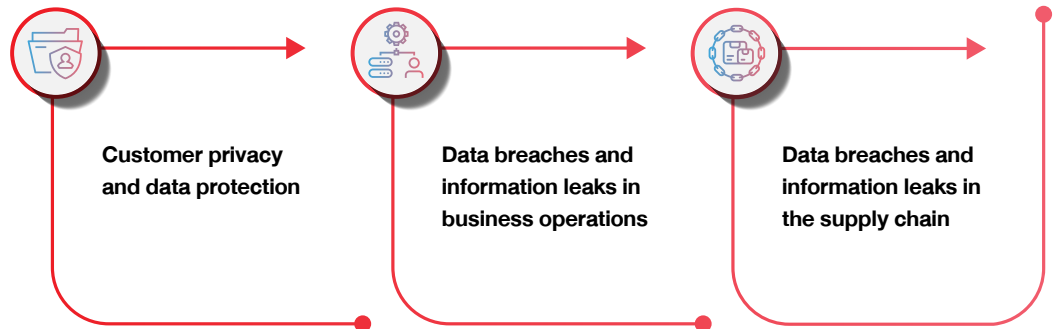 Customer privacy
and data protection
Data breaches and
information leaks in
business operations
Data breaches and
information leaks in
the supply chain